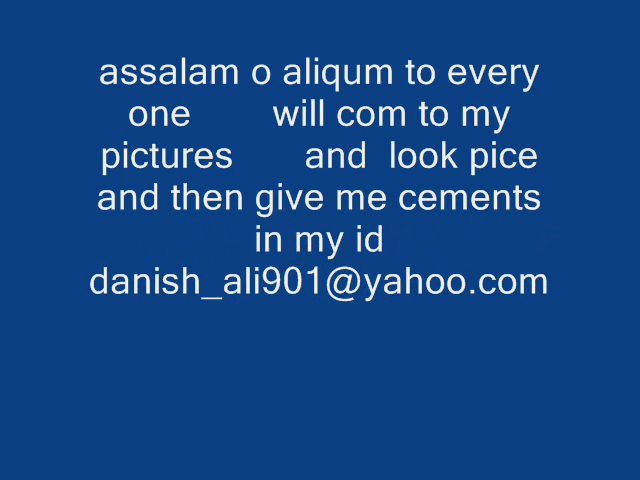 assalam o aliqum to every
one will com to my
pictures and look pice
and then give me cements
in my id
danish_ali901@yahoo.com